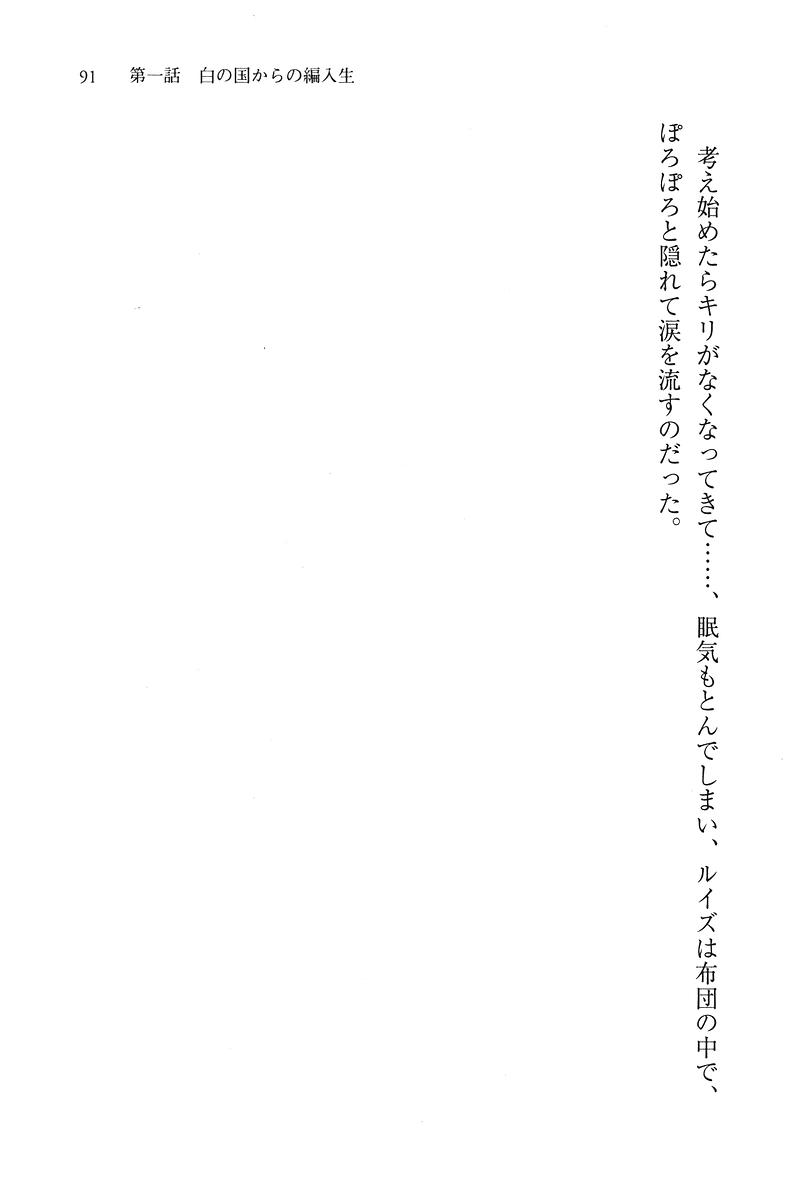 91 第一話 白の国からの編入生
考え始めたらキリがなくなってきて……、眠気もとんでしまい、ルイズは布団の中で、
ぽろぽろと隠れて涙を流すのだった。